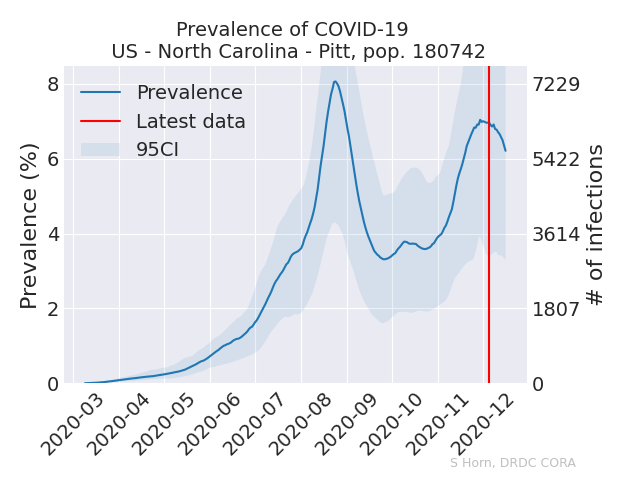 Prevalence of COVID-19
US - North Carolina - Pitt, pop. 180742
Prevalence
Latest data
95CI
Prevalence (%)
8
6
4
2
0
7229
5422
3614
1807
0
# of infections
2020-03
2020-04
2020-05
2020-06
2020-07
2020-08
2020-09
2020-10
2020-11
2020-12
S Horn, DRDC CORA